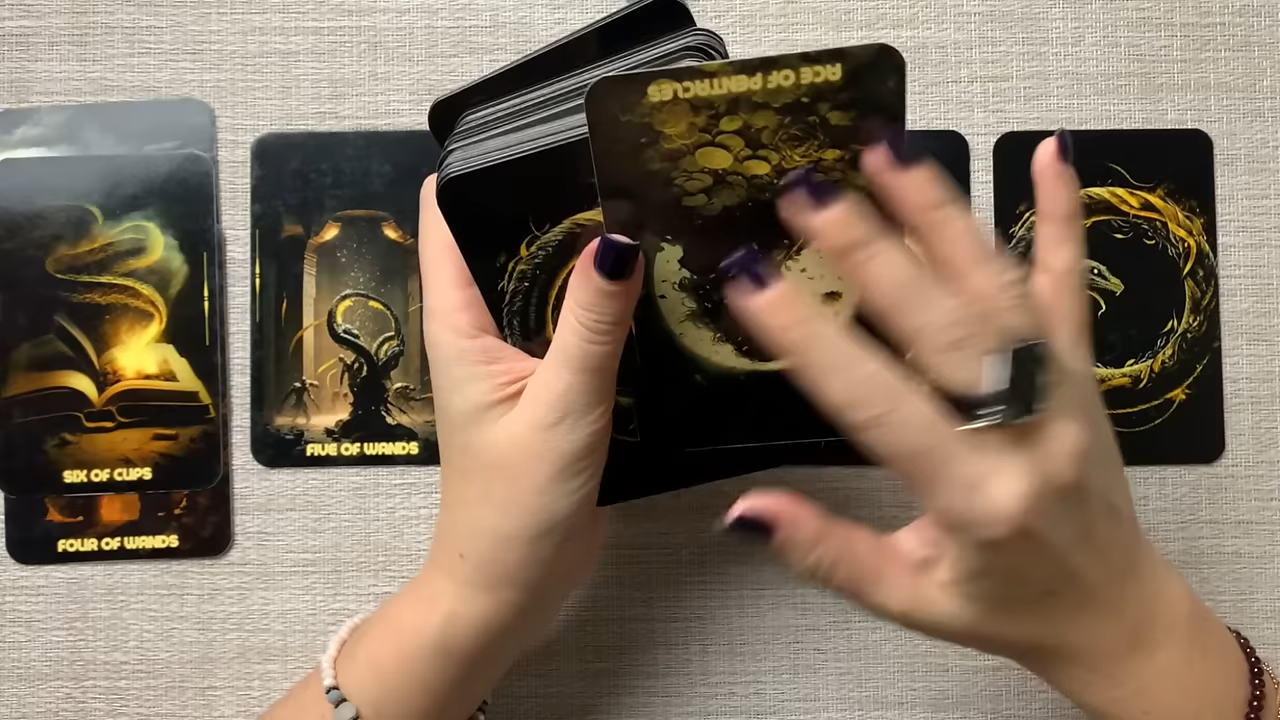 ACE OF PENTACLES
FIVE OF WANDS
SIX OF CUPS
FOUR OF WANDS